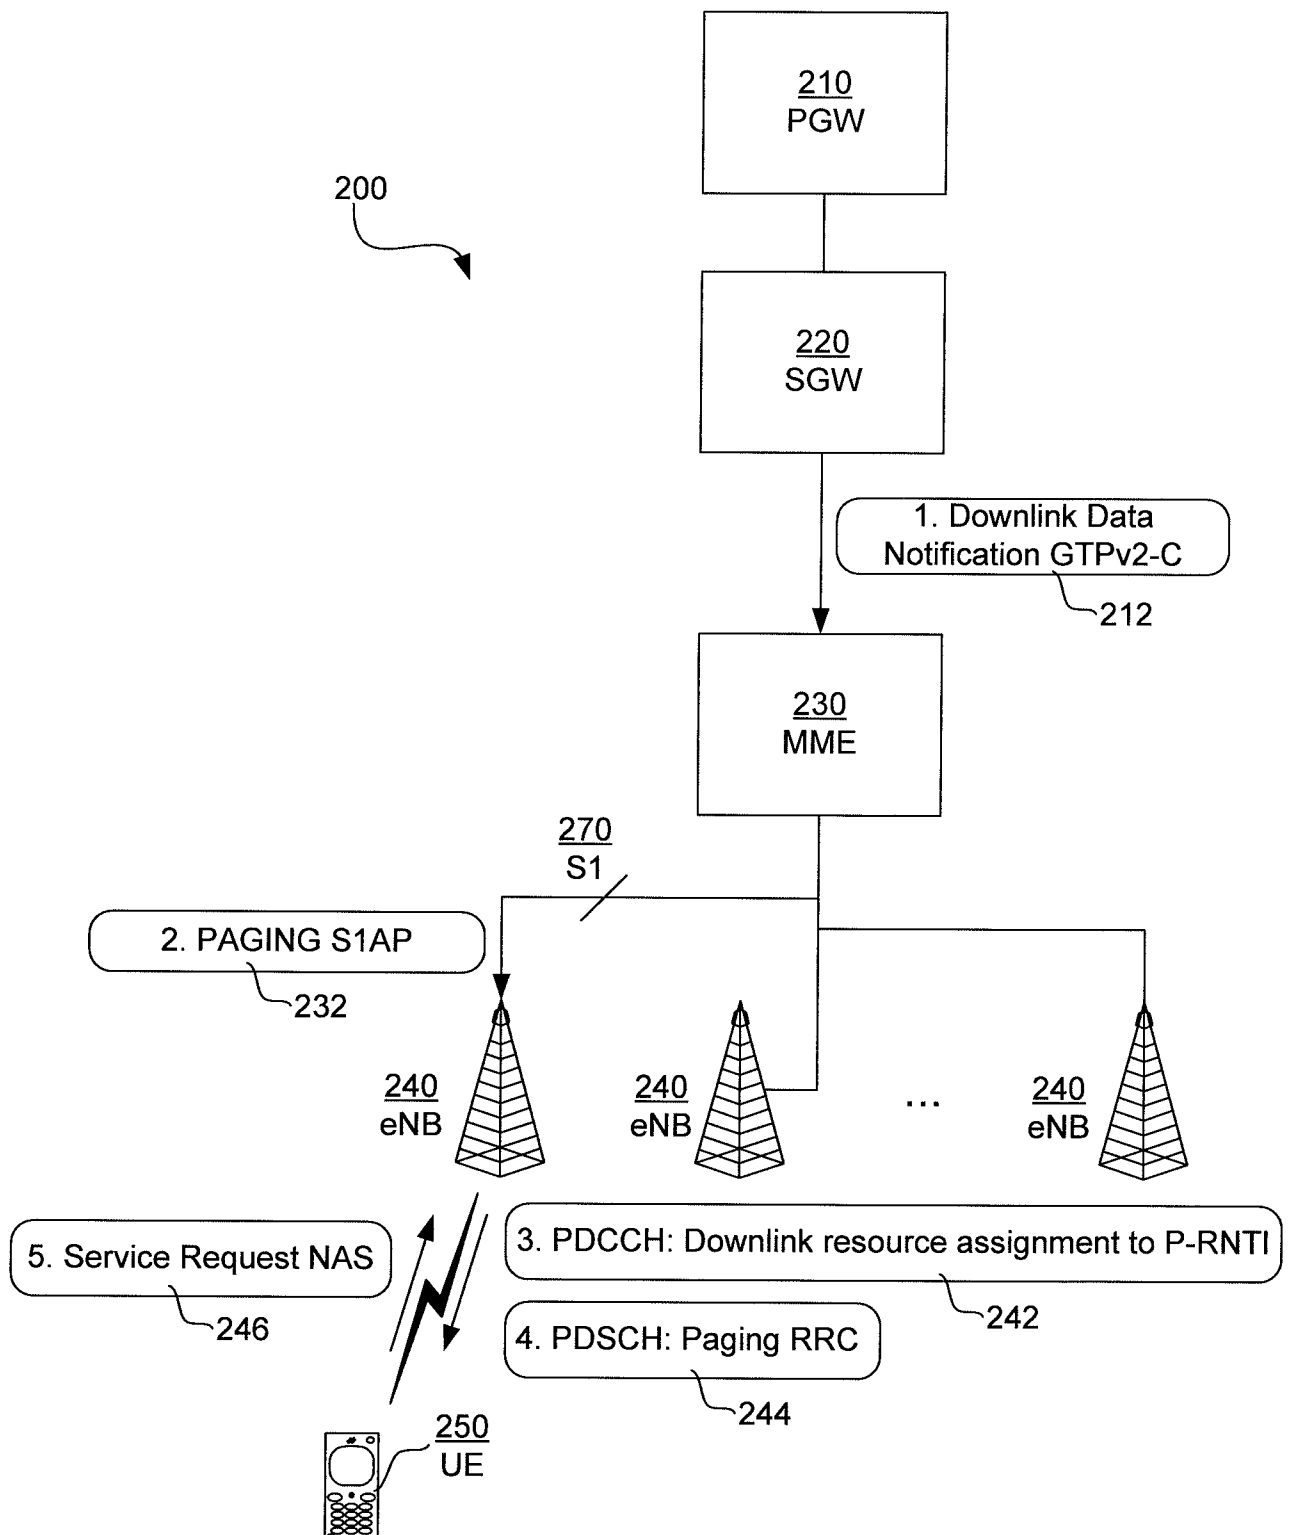 210
PGW
200
220
SGW
1. Downlink Data
Notification GTPv2-C
212
230
MME
270
S1
2. PAGING S1AP
232
240
eNB
240
eNB
...
240
eNB
5. Service Request NAS
246
3. PDCCH: Downlink resource assignment to P-RNTI
242
4. PDSCH: Paging RRC
244
250
UE